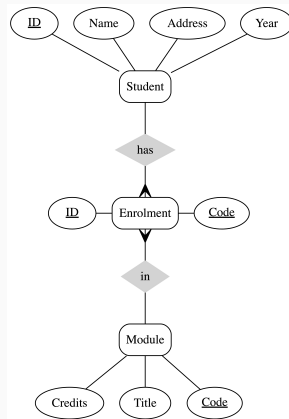 ID Name Address Year
Student
has
ID Enrolment Code
in
Module
Credits Title Code